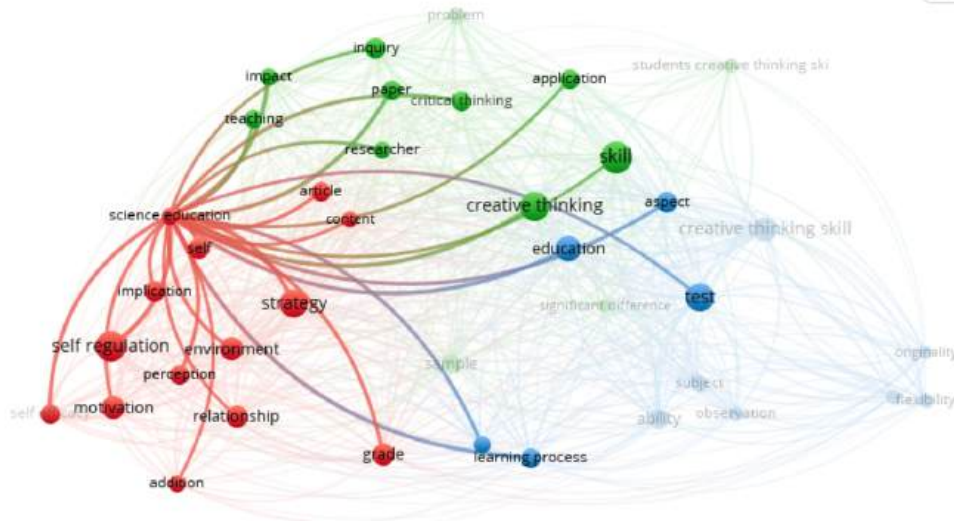 problem
inquiry
students creative thinking ski
impact
application
paper
critical thinking
teaching
researcher
skill
article
aspect
creative thinking
science education
content
creative thinking skill
self
education
implication
test
strategy
significant difference
self regulation
environment
originality
sample
perception
subject
flexibility
motivation
self
relationship
observation
ability
grade
learning process
addition